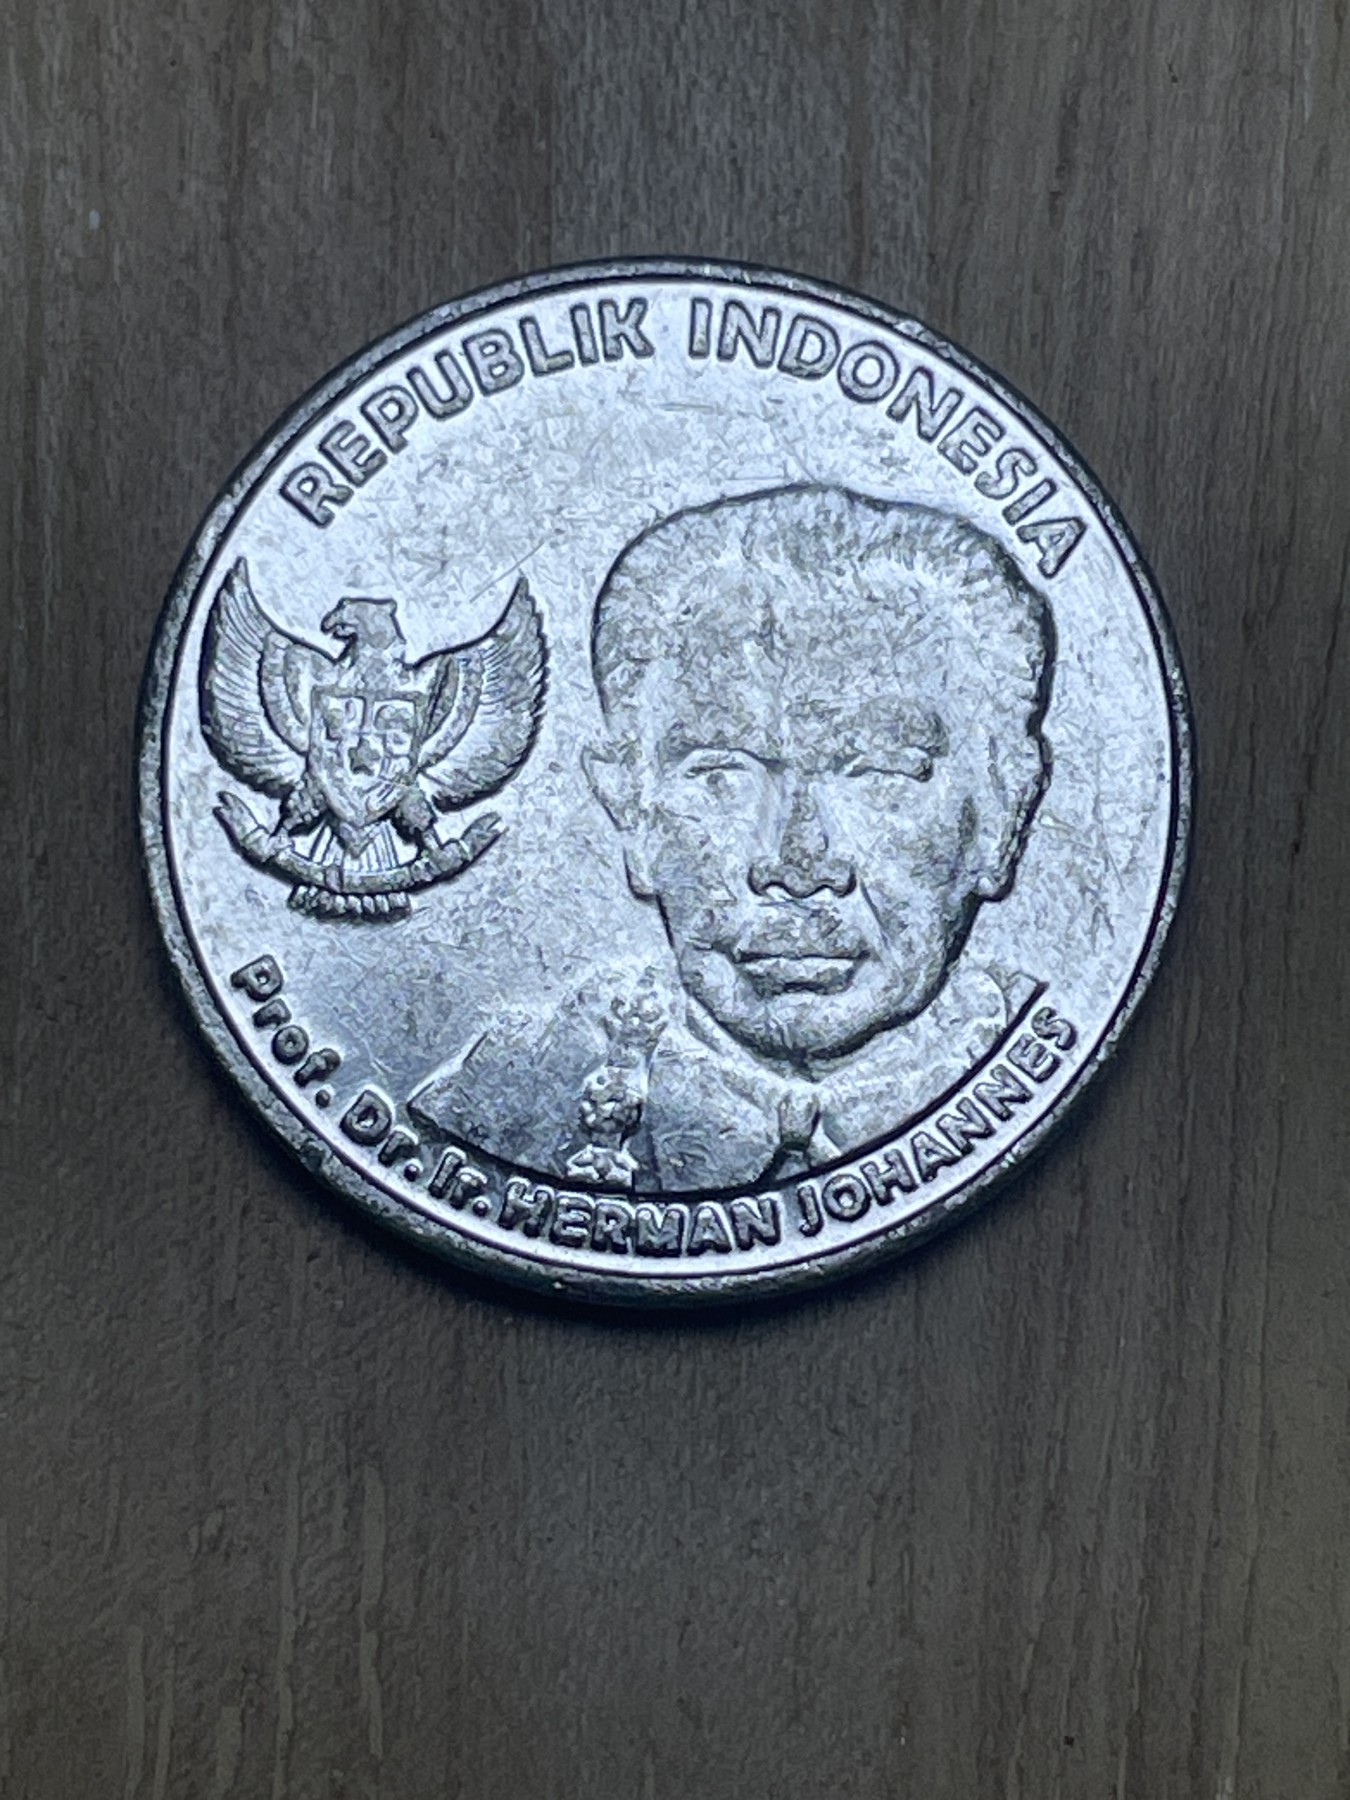 REPUBLIK INDONESIA
Prof. Dr. Ir. HERMAN JOHANNES